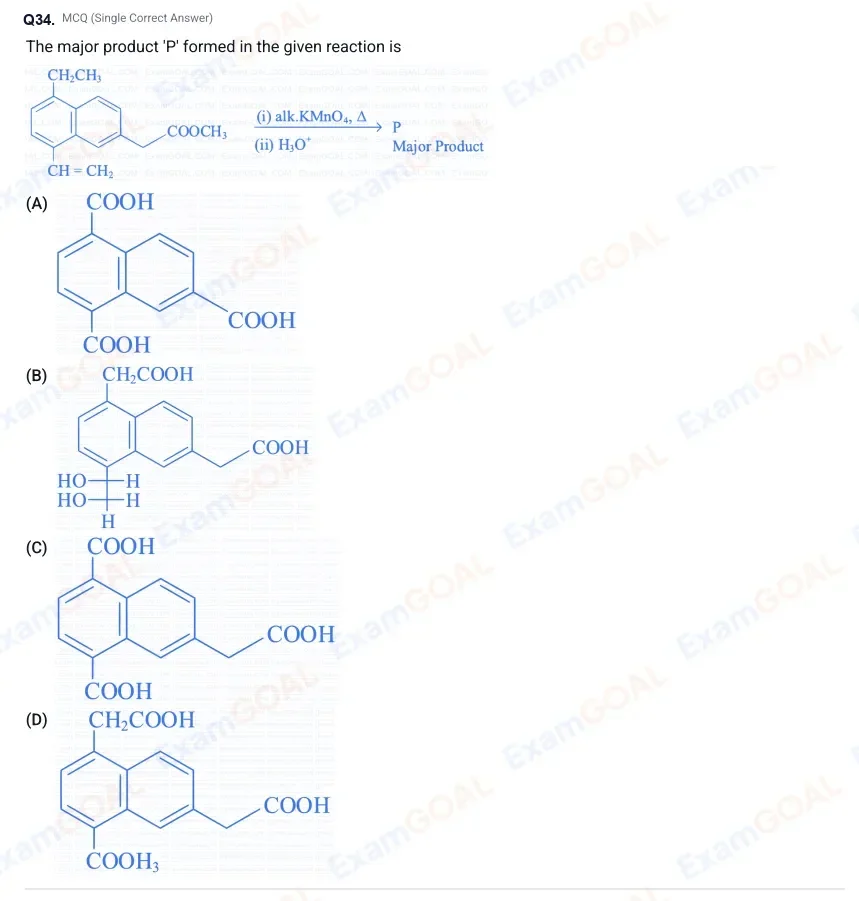 Q34. MCQ (Single Correct Answer)
The major product 'P' formed in the given reaction is
CH₂CH₃
COOCH₃
CH = CH₂
(i) alk.KMnO₄, Δ
(ii) H₃O⁺
P
Major Product
(A)
COOH
COOH
COOH
(B)
CH₂COOH
COOH
HO H
HO H
H
(C)
COOH
COOH
COOH
(D)
CH₂COOH
COOH
COOH₃
ExamGOAL